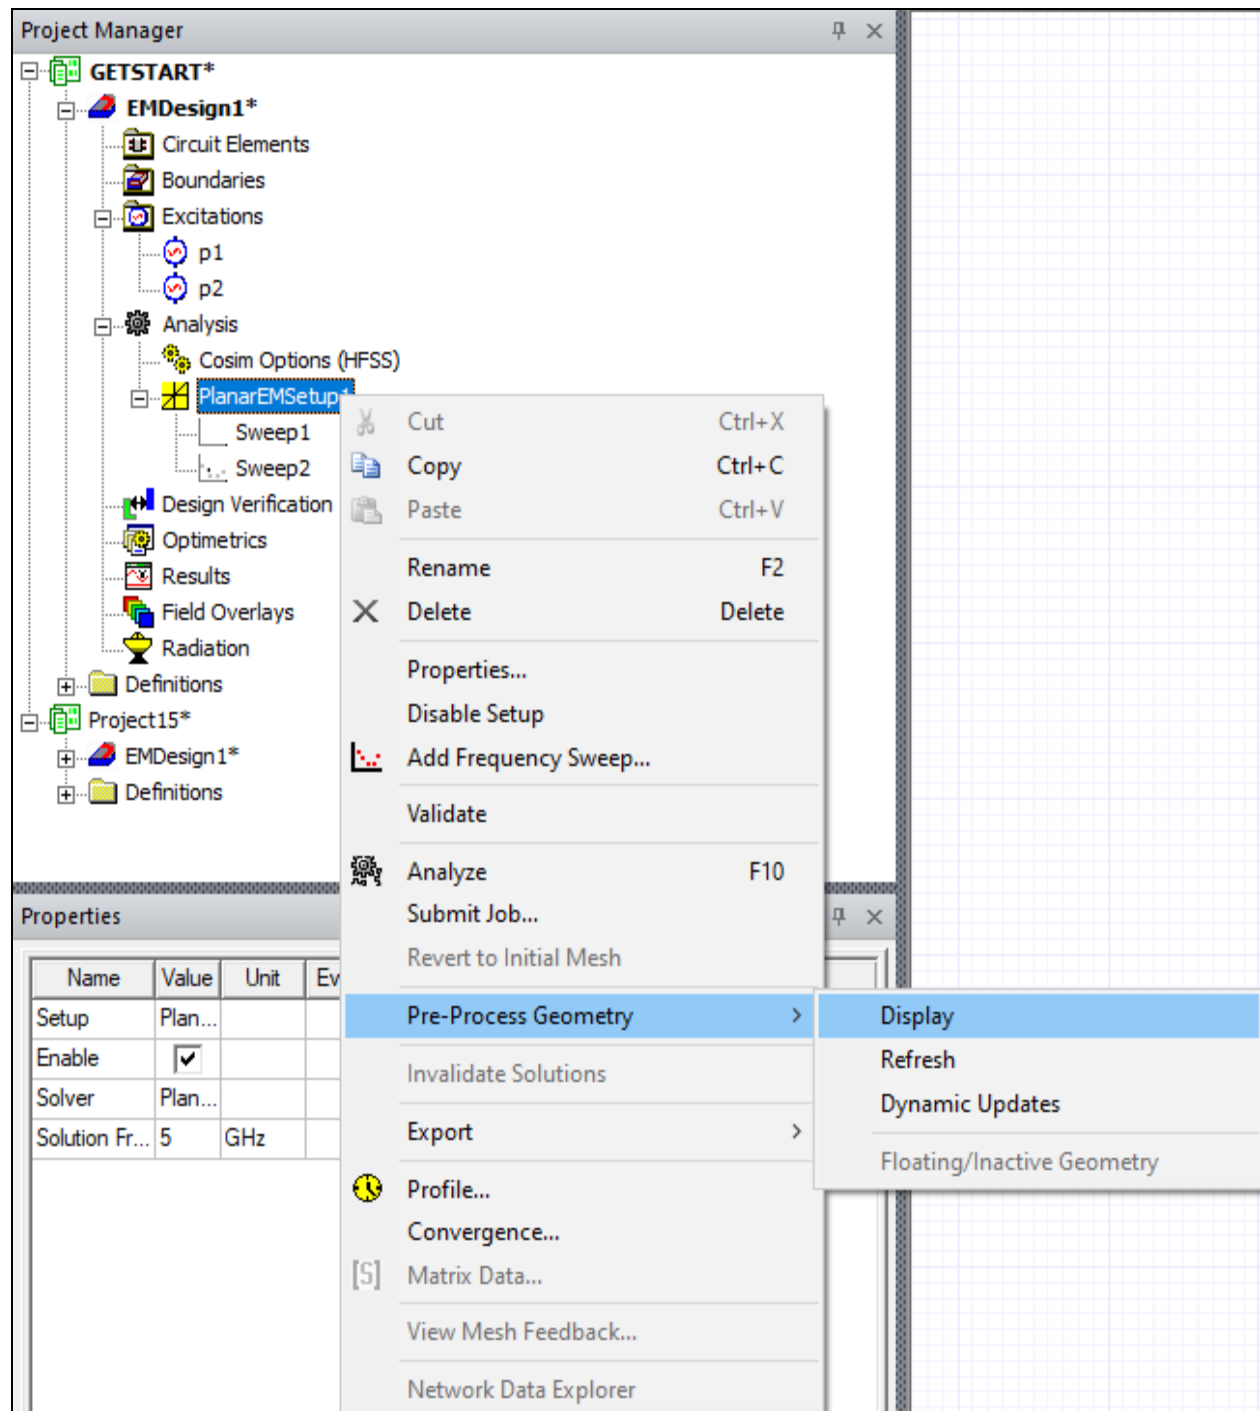 Project Manager
GETSTART*
EMDesign1*
Circuit Elements
Boundaries
Excitations
p1
p2
Analysis
Cosim Options (HFSS)
PlanarEMSetup1
Sweep1
Sweep2
Design Verification
Optimetrics
Results
Field Overlays
Radiation
Definitions
Project15*
EMDesign1*
Definitions
Cut Ctrl+X
Copy Ctrl+C
Paste Ctrl+V
Rename F2
Delete Delete
Properties...
Disable Setup
Add Frequency Sweep...
Validate
Analyze F10
Submit Job...
Revert to Initial Mesh
Pre-Process Geometry >
Invalidate Solutions
Export >
Profile...
Convergence...
[S] Matrix Data...
View Mesh Feedback...
Network Data Explorer
Display
Refresh
Dynamic Updates
Floating/Inactive Geometry
Properties
Name Value Unit Ev
Setup Plan...
Enable
Solver Plan...
Solution Fr... 5 GHz